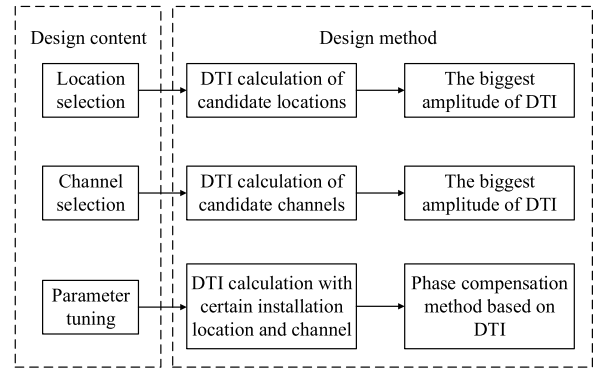 Design content
Design method
Location
selection
DTI calculation of
candidate locations
The biggest
amplitude of DTI
Channel
selection
DTI calculation of
candidate channels
The biggest
amplitude of DTI
Parameter
tuning
DTI calculation with
certain installation
location and channel
Phase compensation
method based on
DTI